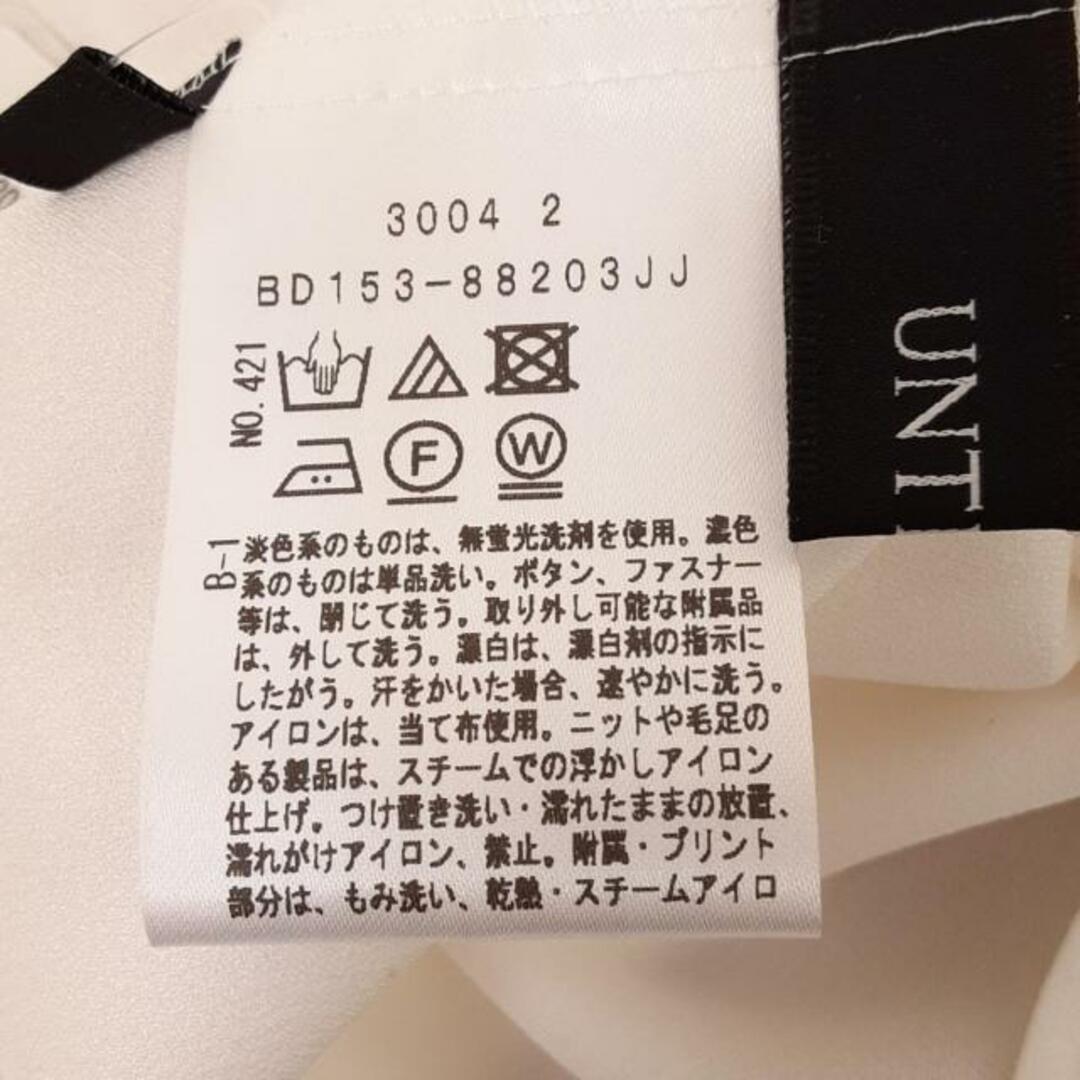 3004 2
BD153-88203JJ
NO.421
F
W
B-1
淡色系のものは、無蛍光洗剤を使用。濃色
系のものは単品洗い。ボタン、ファスナー
等は、閉じて洗う。取り外し可能な附属品
は、外して洗う。漂白は、漂白剤の指示に
したがう。汗をかいた場合、速やかに洗う。
アイロンは、当て布使用。ニットや毛足の
ある製品は、スチームでの浮かしアイロン
仕上げ。つけ置き洗い・濡れたままの放置、
濡れがけアイロン、禁止。附属・プリント
部分は、もみ洗い、乾熱・スチームアイロ
UNT